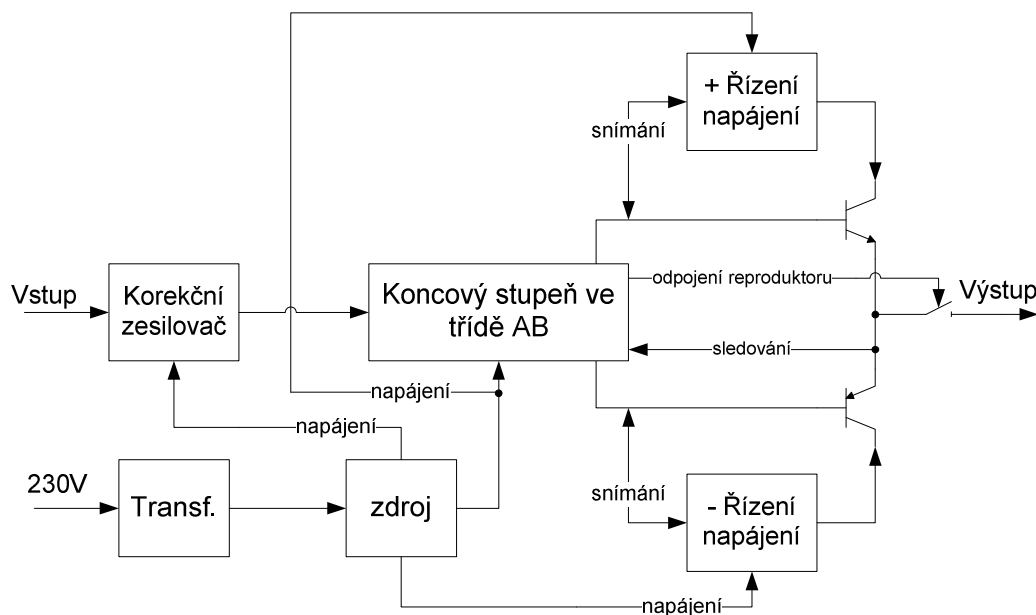 + Řízení
napájení
snímání
odpojení reproduktoru
Vstup
Korekční
zesilovač
Koncový stupeň ve
třídě AB
Výstup
sledování
napájení
napájení
230V
Transf.
zdroj
snímání
- Řízení
napájení
napájení